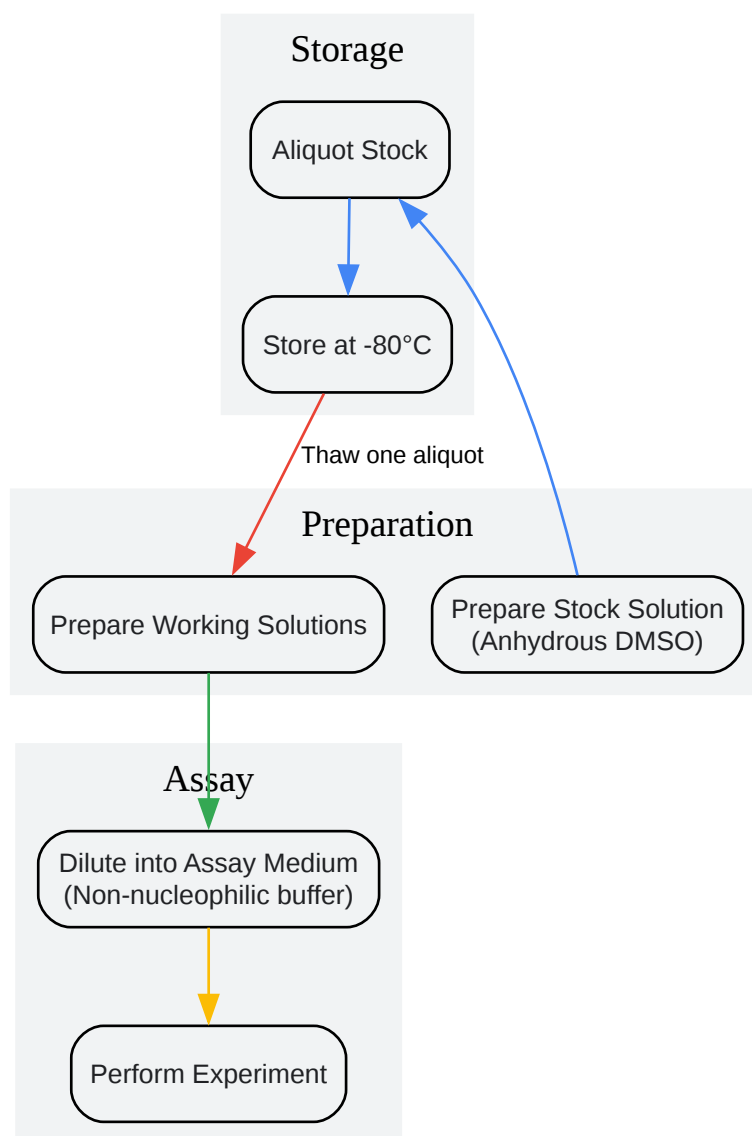 Storage
Aliquot Stock
Store at -80°C
Thaw one aliquot
Preparation
Prepare Working Solutions
Prepare Stock Solution
(Anhydrous DMSO)
Assay
Dilute into Assay Medium
(Non-nucleophilic buffer)
Perform Experiment